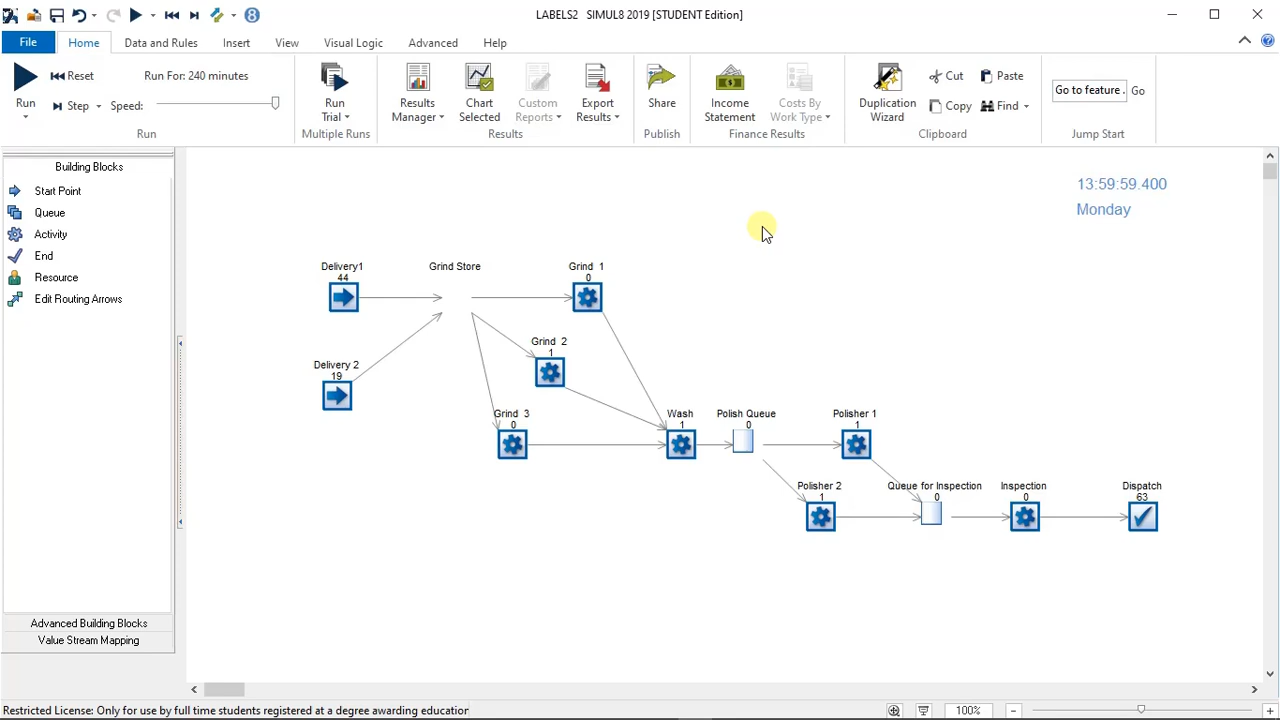 LABELS2 SIMUL8 2019 [STUDENT Edition]
File Home Data and Rules Insert View Visual Logic Advanced Help
Reset
Run For: 240 minutes
Step
Speed:
Run
Run
Run Trial
Multiple Runs
Results Manager
Chart Selected
Custom Reports
Export Results
Results
Share
Publish
Income Statement
Costs By Work Type
Finance Results
Duplication Wizard
Cut
Paste
Copy
Find
Clipboard
Go to feature .
Go
Jump Start
Building Blocks
Start Point
Queue
Activity
End
Resource
Edit Routing Arrows
Advanced Building Blocks
Value Stream Mapping
13:59:59.400
Monday
Delivery1
44
Grind Store
Grind 1
0
Grind 2
1
Delivery 2
19
Grind 3
0
Wash
1
Polish Queue
0
Polisher 1
1
Polisher 2
1
Queue for Inspection
0
Inspection
0
Dispatch
63
Restricted License: Only for use by full time students registered at a degree awarding education
100%